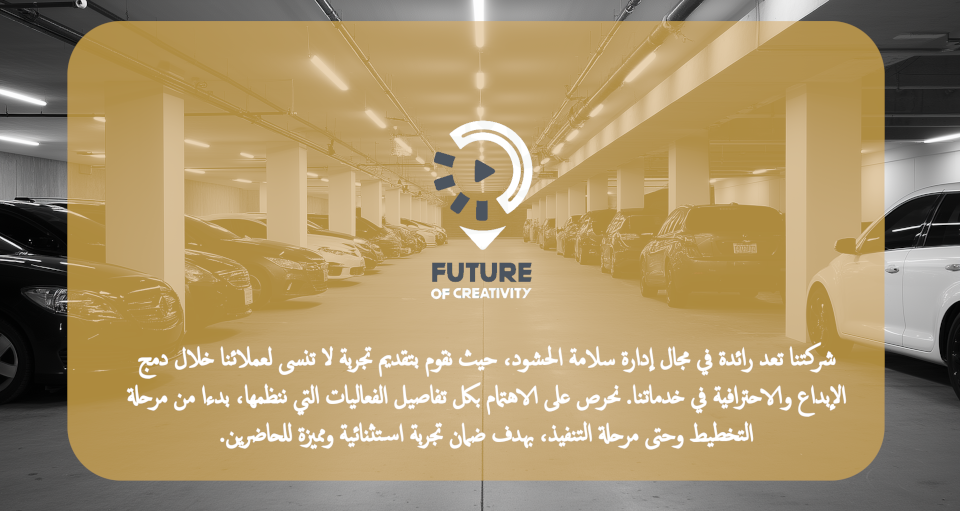 FUTURE
OF CREATIVITY
شركتنا تعد رائدة في مجال إدارة سلامة الحشود، حيث نقوم بتقديم تجربة لا تنسى لعملائنا خلال دمج
الإبداع والاحترافية في خدماتنا. نحرص على الاهتمام بكل تفاصيل الفعاليات التي ننظمها، بدءا من مرحلة
التخطيط وحتى مرحلة التنفيذ، بهدف ضمان تجربة استثنائية ومميزة للحاضرين.